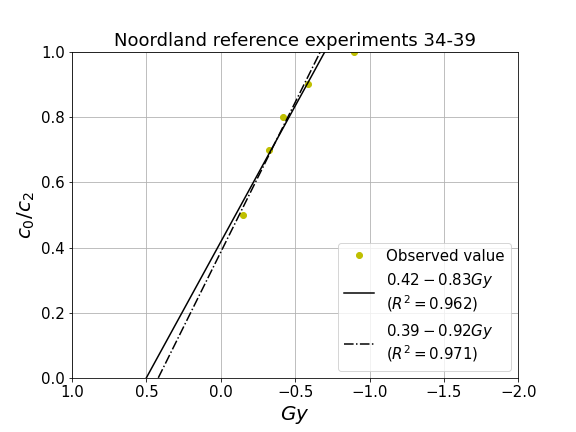 Noordland reference experiments 34-39
1.0
0.8
0.6
0.4
0.2
0.0
c₀/c₂
1.0
0.5
0.0
−0.5
−1.0
−1.5
−2.0
Gy
Observed value
0.42 − 0.83Gy
(R² = 0.962)
0.39 − 0.92Gy
(R² = 0.971)